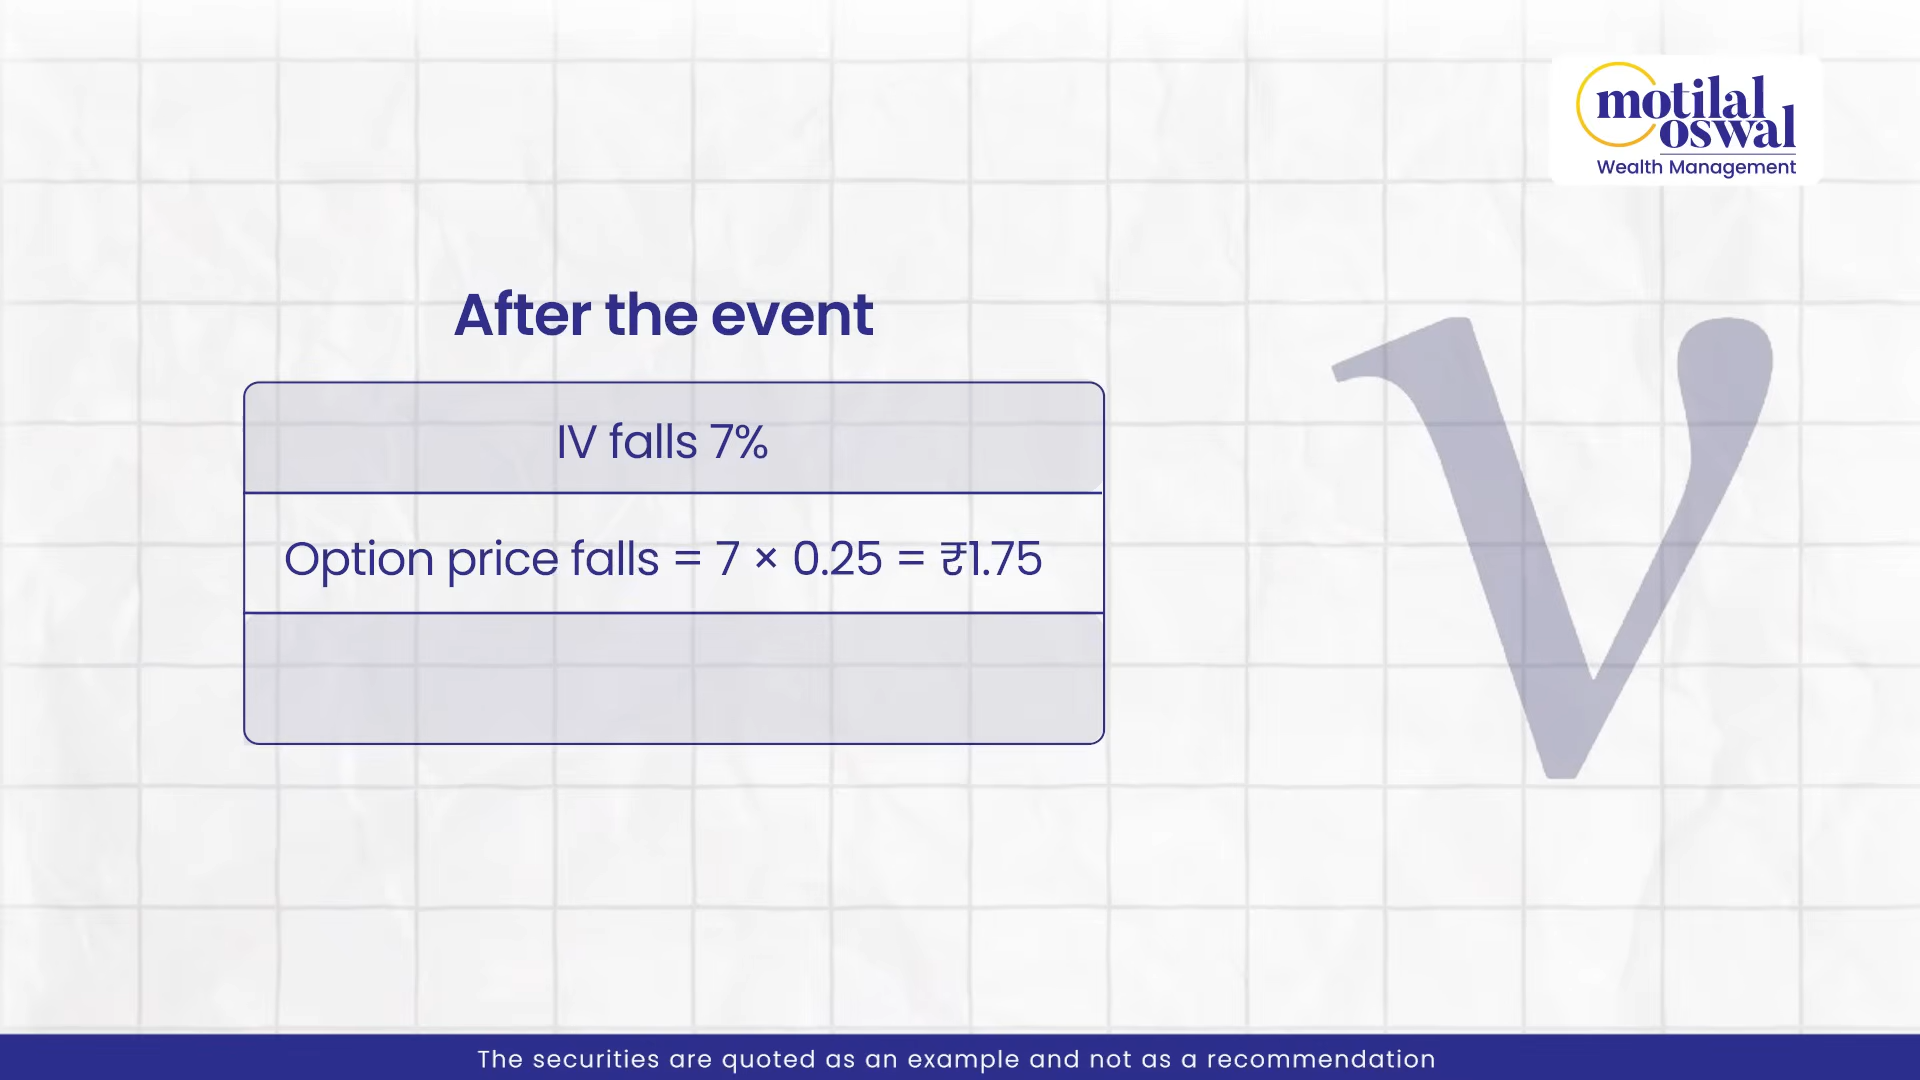 motilal
oswal
Wealth Management
After the event
IV falls 7%
Option price falls = 7 × 0.25 = ₹1.75
ν
The securities are quoted as an example and not as a recommendation